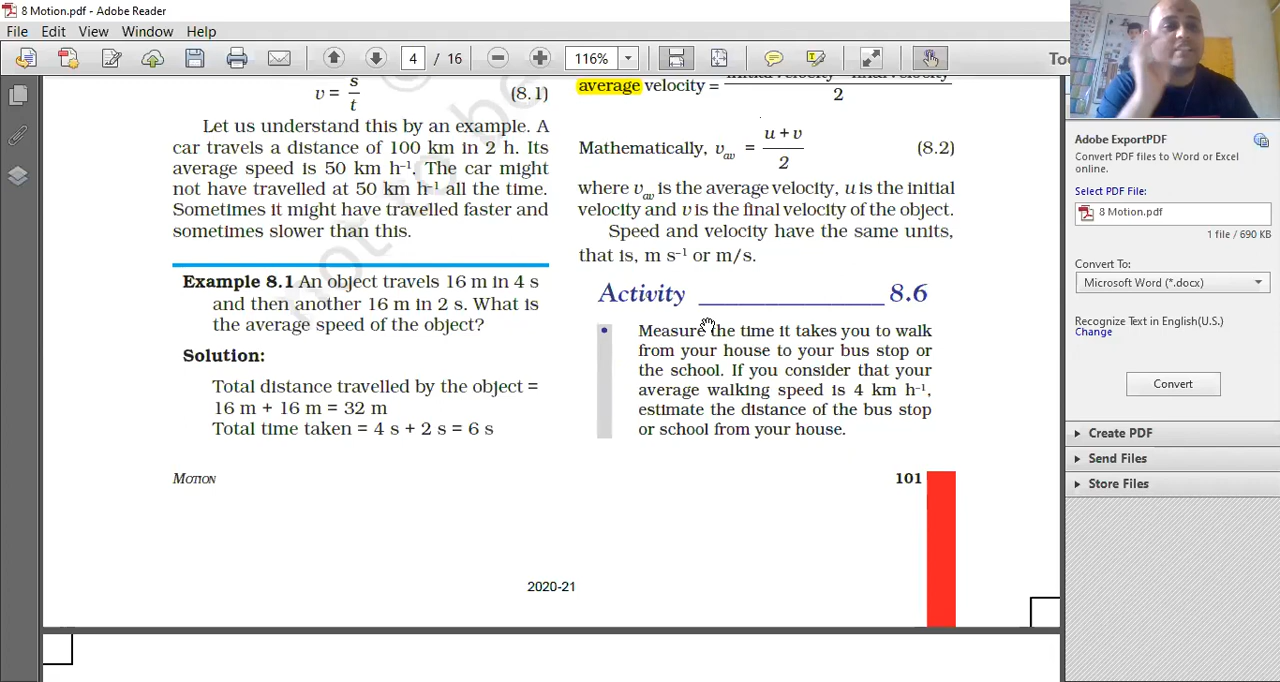 8 Motion.pdf - Adobe Reader
File Edit View Window Help
4 / 16 116%
v = s/t (8.1)
Let us understand this by an example. A
car travels a distance of 100 km in 2 h. Its
average speed is 50 km h⁻¹. The car might
not have travelled at 50 km h⁻¹ all the time.
Sometimes it might have travelled faster and
sometimes slower than this.
Example 8.1 An object travels 16 m in 4 s
and then another 16 m in 2 s. What is
the average speed of the object?
Solution:
Total distance travelled by the object =
16 m + 16 m = 32 m
Total time taken = 4 s + 2 s = 6 s
MOTION
average velocity = initial velocity + final velocity / 2
Mathematically, v_av = u + v / 2 (8.2)
where v_av is the average velocity, u is the initial
velocity and v is the final velocity of the object.
Speed and velocity have the same units,
that is, m s⁻¹ or m/s.
Activity ________________ 8.6
• Measure the time it takes you to walk
from your house to your bus stop or
the school. If you consider that your
average walking speed is 4 km h⁻¹,
estimate the distance of the bus stop
or school from your house.
101
2020-21
not to be
Adobe ExportPDF
Convert PDF files to Word or Excel
online.
Select PDF File:
8 Motion.pdf
1 file / 690 KB
Convert To:
Microsoft Word (*.docx)
Recognize Text in English(U.S.)
Change
Convert
Create PDF
Send Files
Store Files